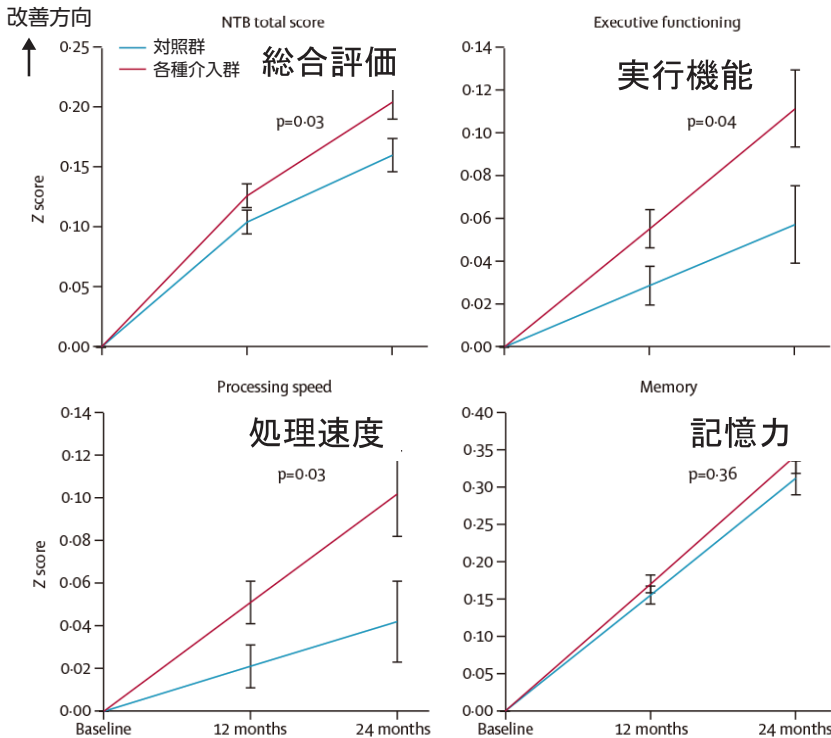 改善方向
NTB total score
対照群
各種介入群
総合評価
p=0·03
Z score
0·25
0·20
0·15
0·10
0·05
0·00
Executive functioning
実行機能
p=0·04
0·14
0·12
0·10
0·08
0·06
0·04
0·02
0·00
Processing speed
処理速度
p=0·03
Z score
0·14
0·12
0·10
0·08
0·06
0·04
0·02
0·00
Baseline
12 months
24 months
Memory
記憶力
p=0·36
0·40
0·35
0·30
0·20
0·20
0·15
0·10
0·05
0·00
Baseline
12 months
24 months